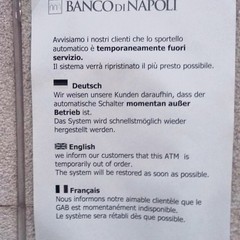 BANCO DI NAPOLI
Avvisiamo i nostri clienti che lo sportello
automatico è temporaneamente fuori
servizio.
Il sistema verrà ripristinato il più presto possibile.
Deutsch
Wir weisen unsere Kunden daraufhin, dass der
automatische Schalter momentan außer
Betrieb ist.
Das System wird schnellstmöglich wieder
hergestellt werden.
English
we inform our customers that this ATM is
temporarily out of order.
The system will be restored as soon as possible.
Français
Nous informons notre aimable clientèle que le
GAB est momentanément indisponible.
Le système sera rétabli dès que possible.